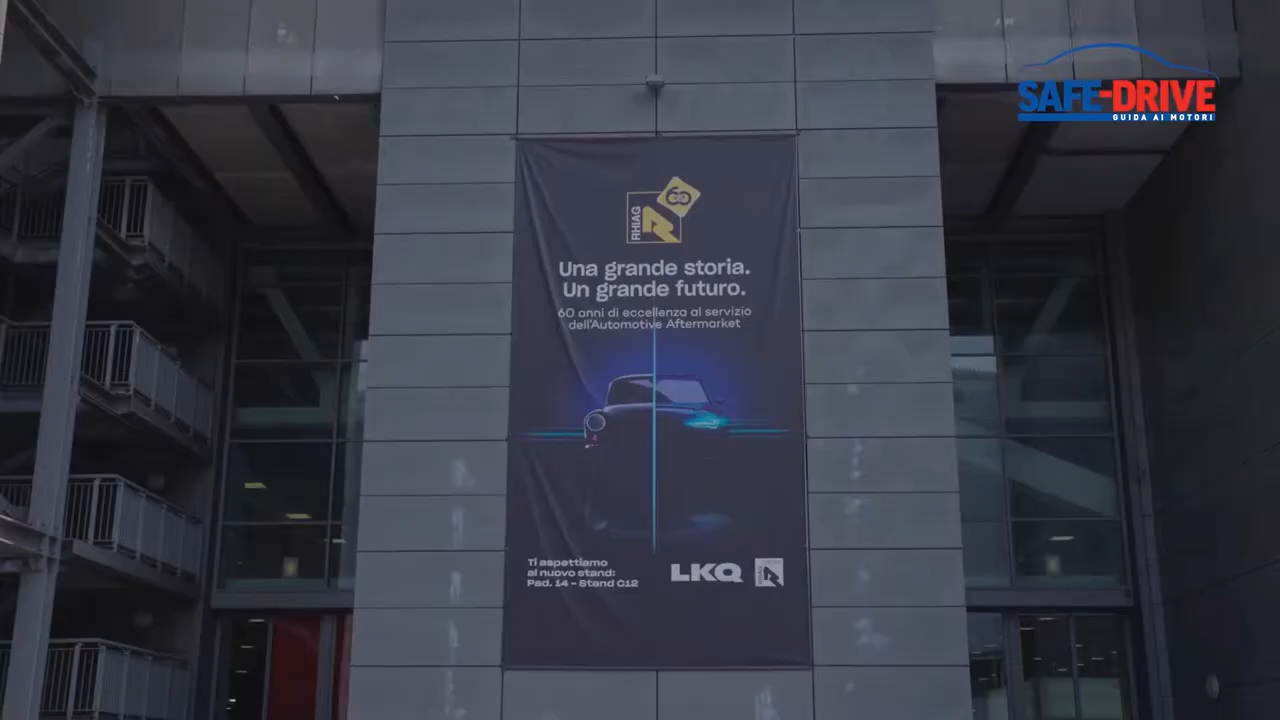 SAFE-DRIVE
GUIDA AI MOTORI
RHIAG
60
Una grande storia.
Un grande futuro.
60 anni di eccellenza al servizio
dell'Automotive Aftermarket
Ti aspettiamo
al nuovo stand:
Pad. 14 - Stand C12
LKQ
RHIAG